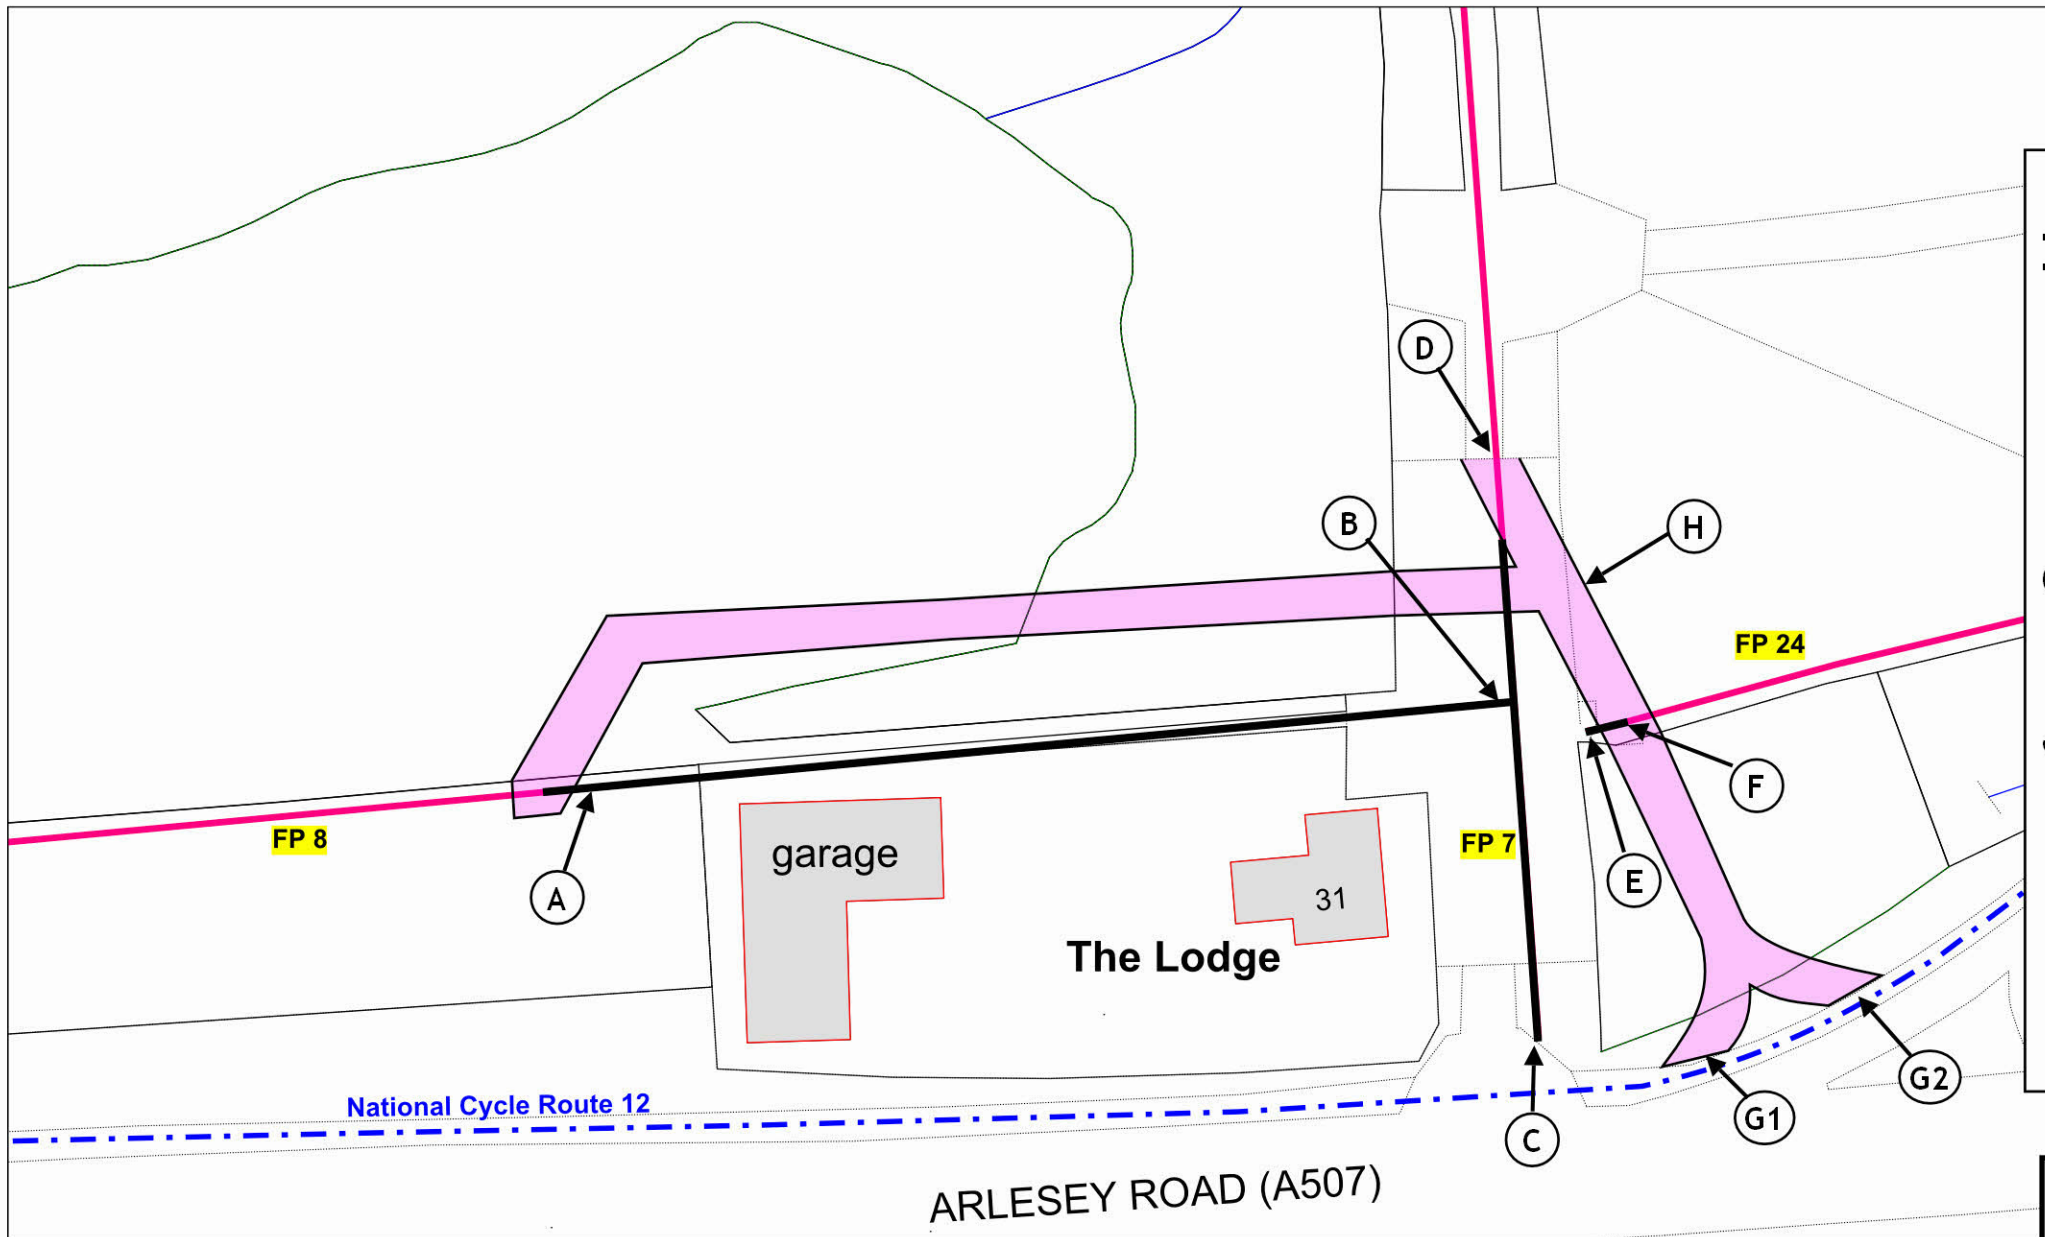 D
B
H
FP 24
F
FP 8
garage
FP 7
E
A
31
The Lodge
G2
National Cycle Route 12
G1
C
ARLESEY ROAD (A507)